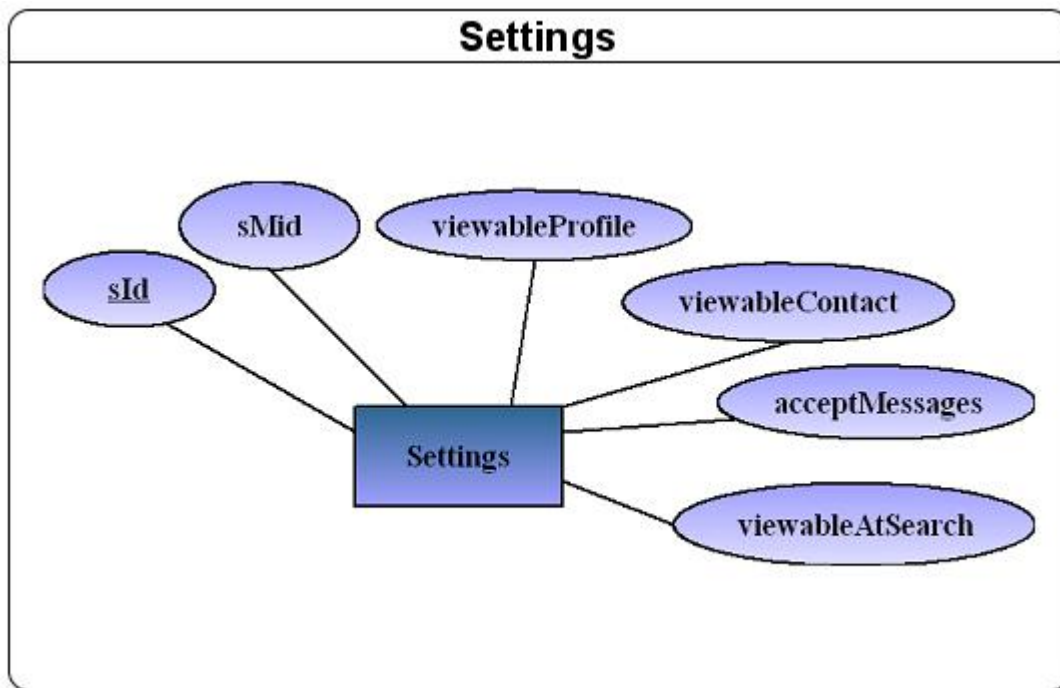 Settings
sMid
viewableProfile
sId
viewableContact
acceptMessages
Settings
viewableAtSearch